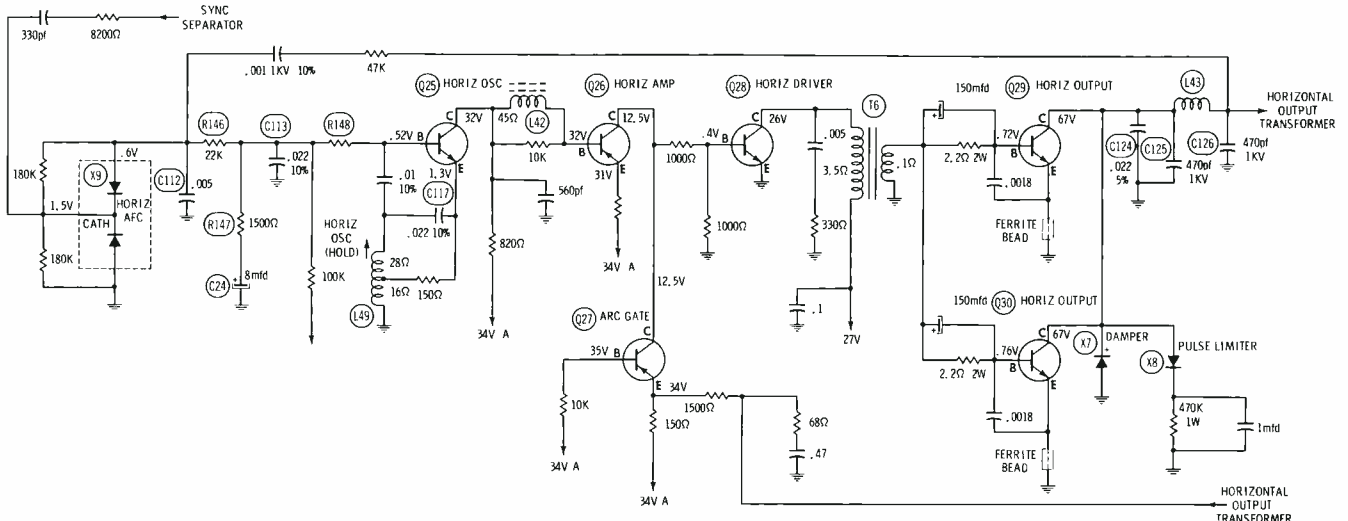 SYNC
SEPARATOR
330pf
8200Ω
.001 1KV 10%
47K
Q25 HORIZ OSC
Q26 HORIZ AMP
Q28 HORIZ DRIVER
Q29 HORIZ OUTPUT
L43
HORIZONTAL
OUTPUT
TRANSFORMER
150mfd
T6
C
32V
45Ω
L42
32V
B
C
12.5V
E
31V
10K
560pf
820Ω
34V A
34V A
R146
22K
C113
.022
10%
R148
.52V B
E
1.3V
.01
10%
C117
.022 10%
.6V
X9
HORIZ
AFC
CATH
180K
1.5V
180K
C112
.005
R147
1500Ω
C24
8mfd
+
100K
HORIZ
OSC
(HOLD)
28Ω
16Ω
L49
150Ω
1000Ω
.4V
B
C
26V
E
1000Ω
.005
3.5Ω
330Ω
.1
27V
.1Ω
+
2.2Ω 2W
.72V
B
C
67V
E
.0018
FERRITE
BEAD
C124
.022
5%
C125
470pf
1KV
C126
470pf
1KV
12.5V
Q27 ARC GATE
C
35V B
E
34V
10K
34V A
150Ω
34V A
1500Ω
68Ω
.47
150mfd
+
Q30 HORIZ OUTPUT
2.2Ω 2W
.76V
B
C
67V
E
.0018
FERRITE
BEAD
X7
DAMPER
+
X8
PULSE LIMITER
470K
1W
1mfd
HORIZONTAL
OUTPUT
TRANSFORMER